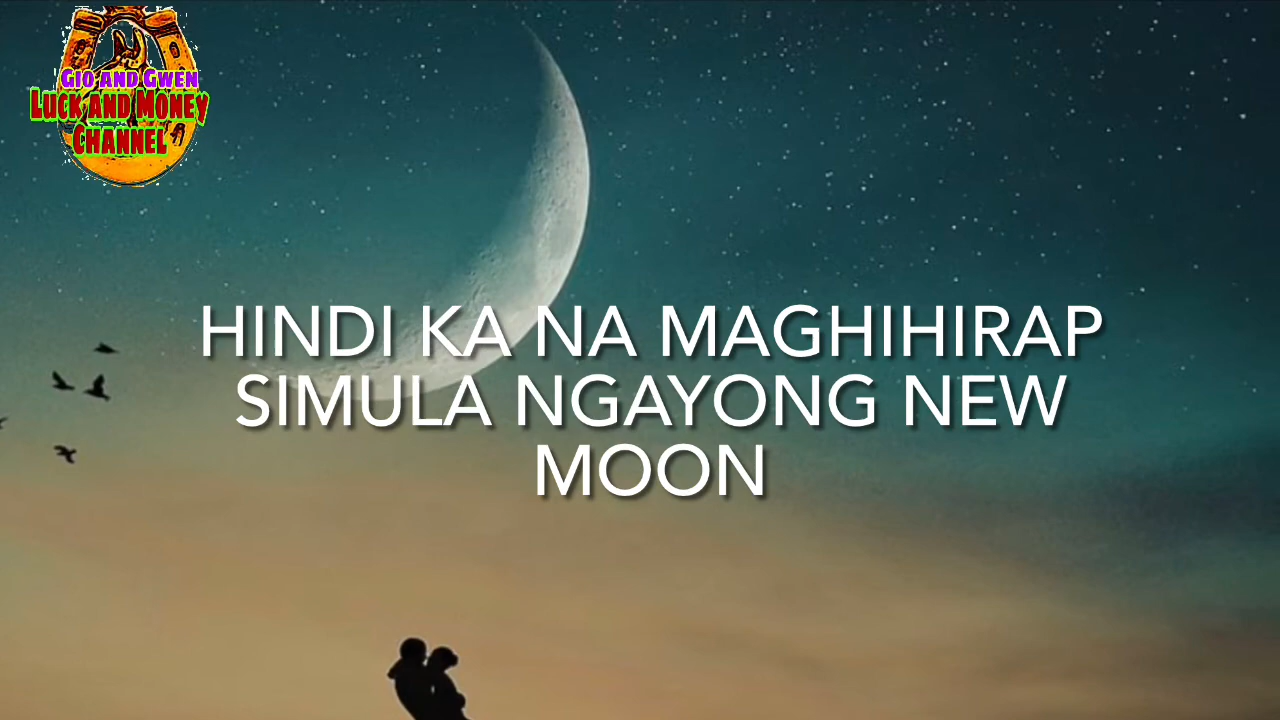 GIO AND GWEN
LUCK AND MONEY
CHANNEL
HINDI KA NA MAGHIHIRAP
SIMULA NGAYONG NEW
MOON